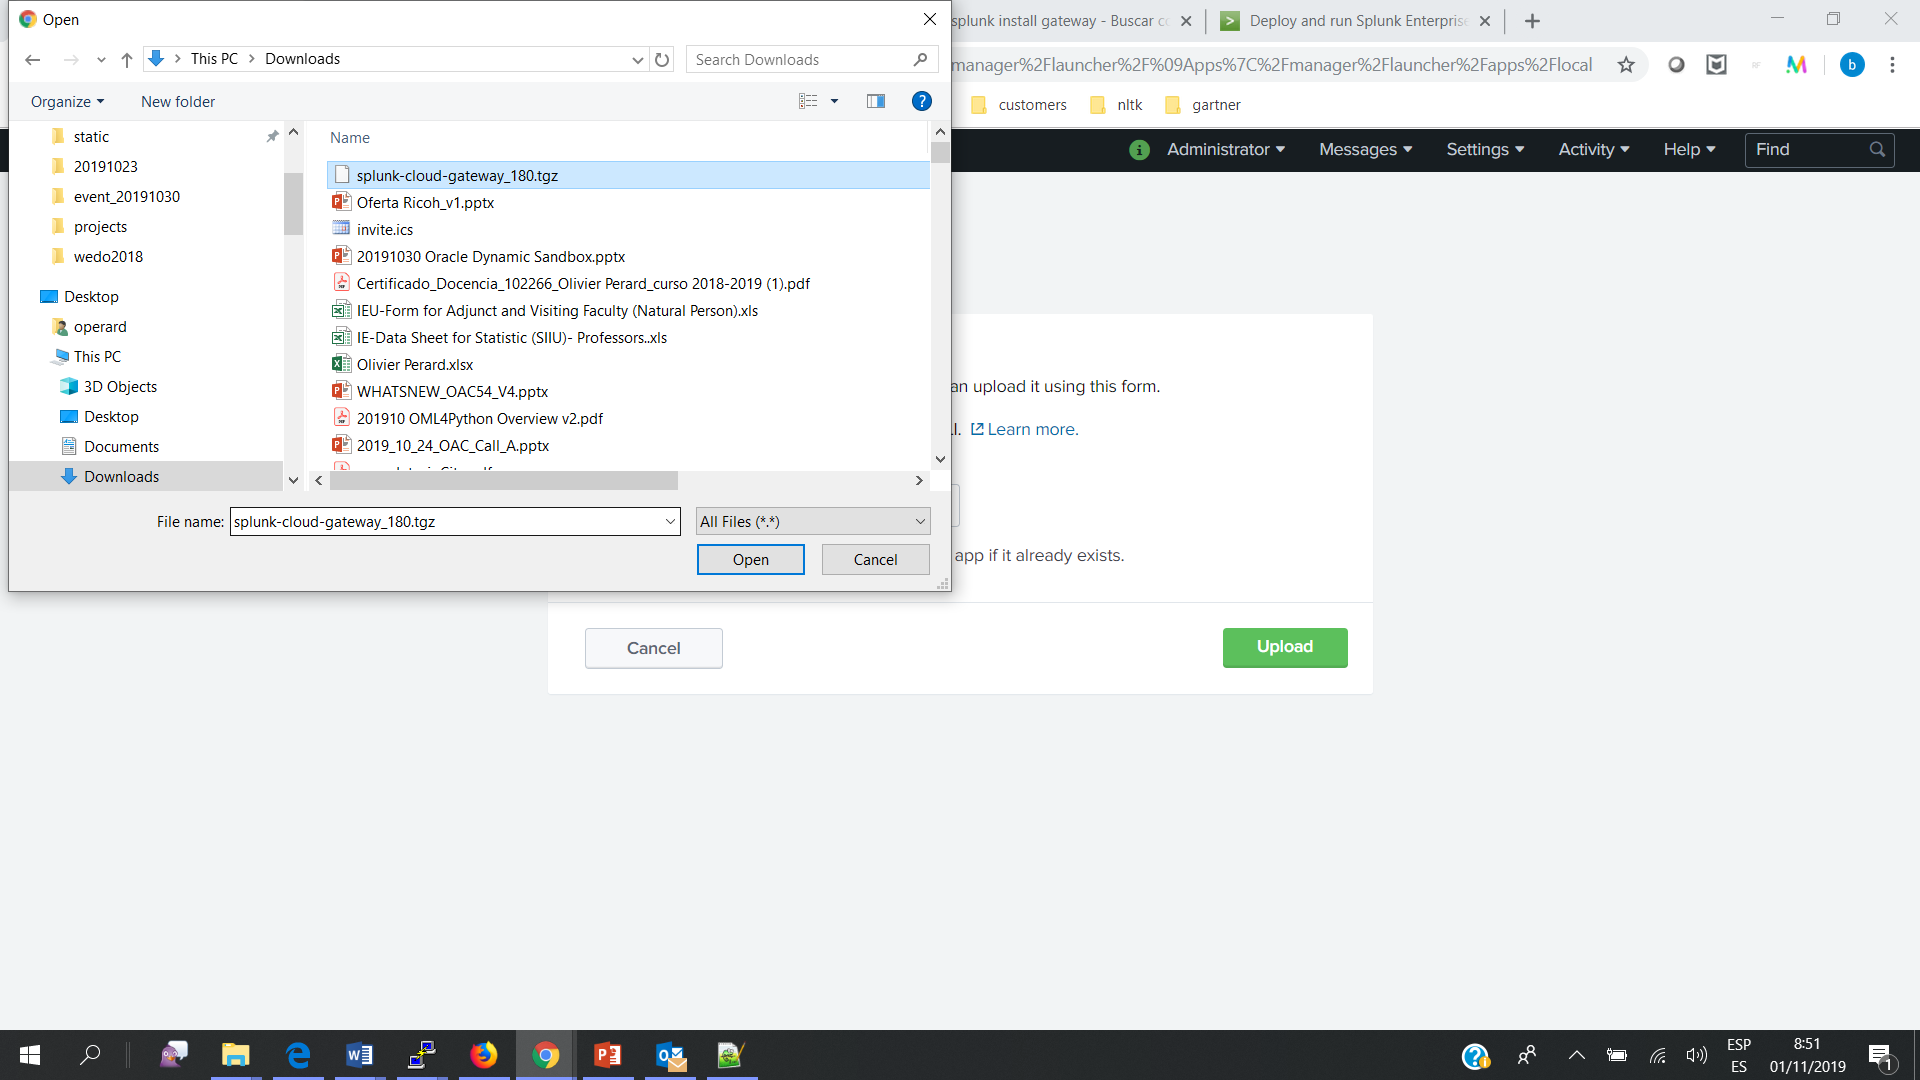 Open
splunk install gateway - Buscar co
Deploy and run Splunk Enterprise
This PC
Downloads
Search Downloads
manager%2Flauncher%2F%09Apps%7C%2Fmanager%2Flauncher%2Fapps%2Flocal
b
Organize
New folder
?
customers
nltk
gartner
static
20191023
event_20191030
projects
wedo2018
Desktop
operard
This PC
3D Objects
Desktop
Documents
Downloads
Name
splunk-cloud-gateway_180.tgz
Oferta Ricoh_v1.pptx
invite.ics
20191030 Oracle Dynamic Sandbox.pptx
Certificado_Docencia_102266_Olivier Perard_curso 2018-2019 (1).pdf
IEU-Form for Adjunct and Visiting Faculty (Natural Person).xls
IE-Data Sheet for Statistic (SIIU)- Professors..xls
Olivier Perard.xlsx
WHATSNEW_OAC54_V4.pptx
201910 OML4Python Overview v2.pdf
2019_10_24_OAC_Call_A.pptx
File name:
splunk-cloud-gateway_180.tgz
All Files (*.*)
Open
Cancel
i
Administrator
Messages
Settings
Activity
Help
Find
an upload it using this form.
l. Learn more.
app if it already exists.
Cancel
Upload
ESP
ES
8:51
01/11/2019
1